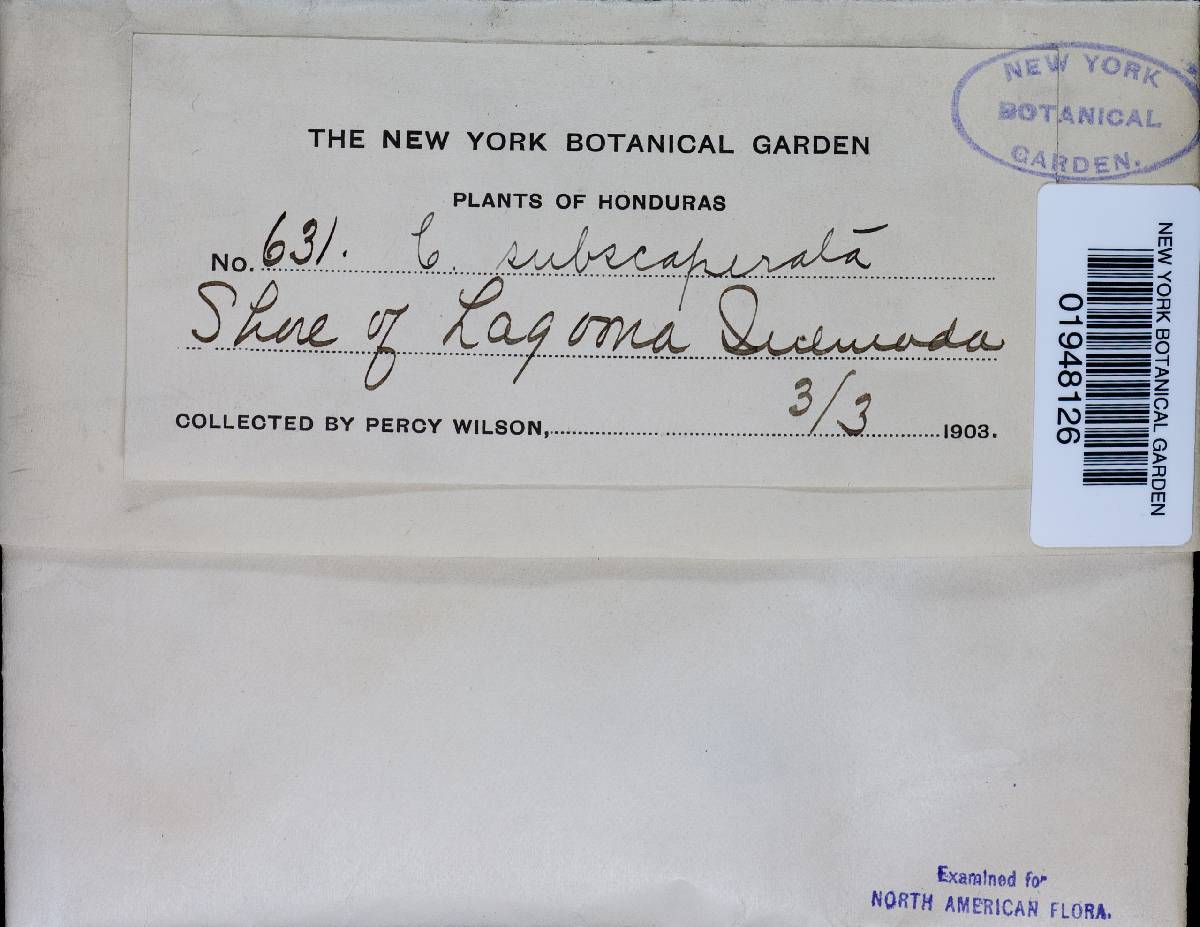 NEW YORK
BOTANICAL
GARDEN.
THE NEW YORK BOTANICAL GARDEN
PLANTS OF HONDURAS
No. 631. C. subscaperata
Shore of Lagoona Quemada
COLLECTED BY PERCY WILSON, 3/3 1903.
NEW YORK BOTANICAL GARDEN
01948126
Examined for
NORTH AMERICAN FLORA.